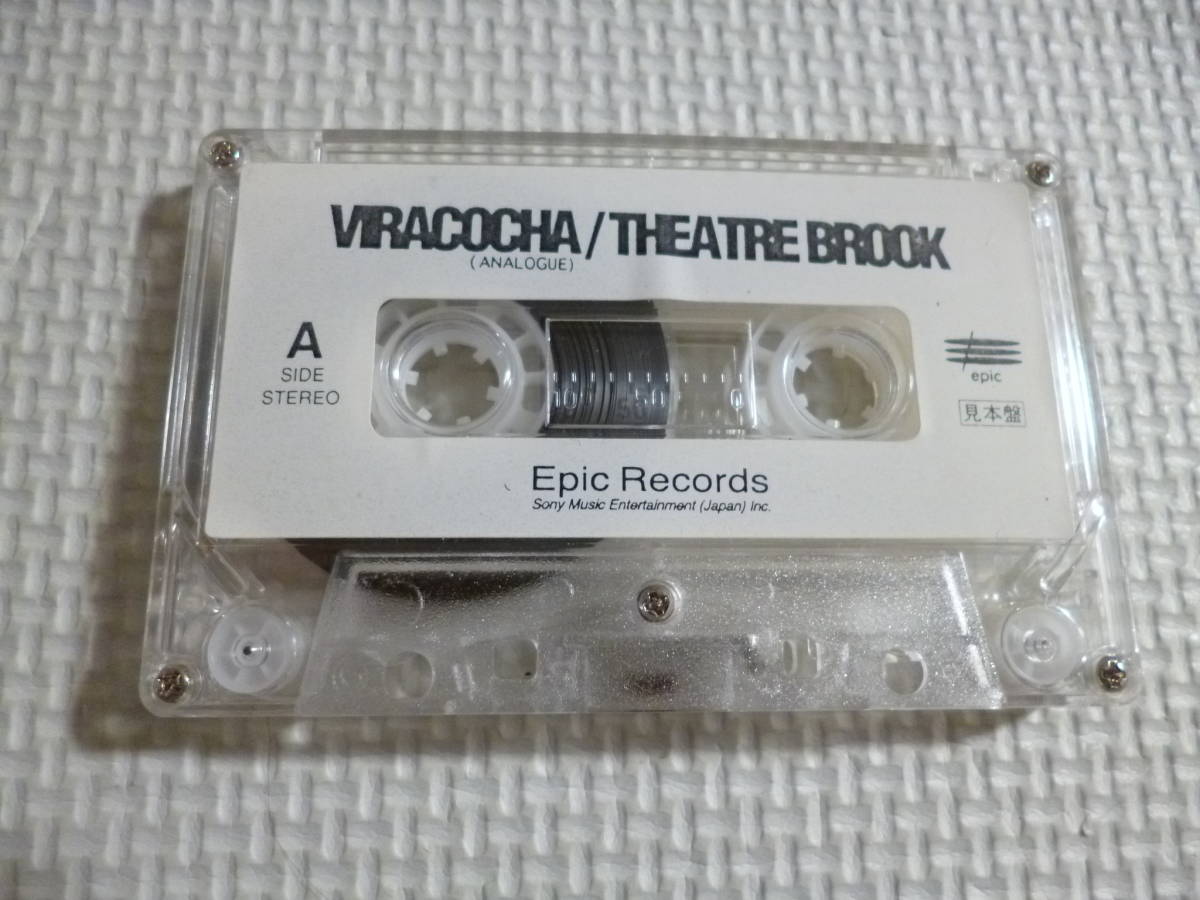 VIRACOCHA/THEATRE BROOK
(ANALOGUE)
A
SIDE
STEREO
epic
見本盤
Epic Records
Sony Music Entertainment (Japan) Inc.